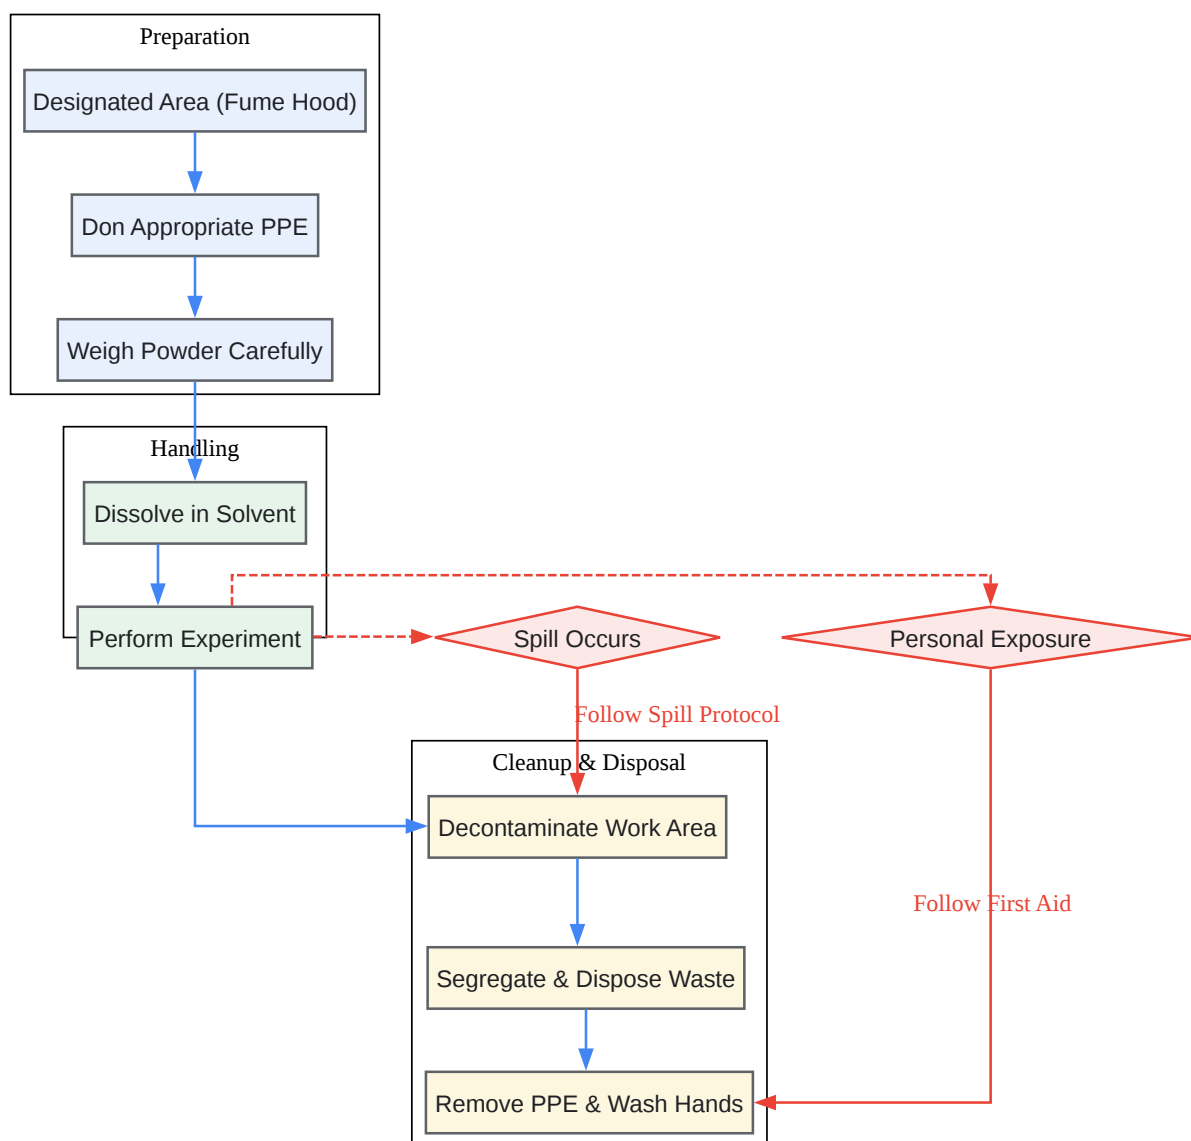 Preparation
Designated Area (Fume Hood)
Don Appropriate PPE
Weigh Powder Carefully
Handling
Dissolve in Solvent
Perform Experiment
Spill Occurs
Personal Exposure
Follow Spill Protocol
Cleanup & Disposal
Decontaminate Work Area
Follow First Aid
Segregate & Dispose Waste
Remove PPE & Wash Hands